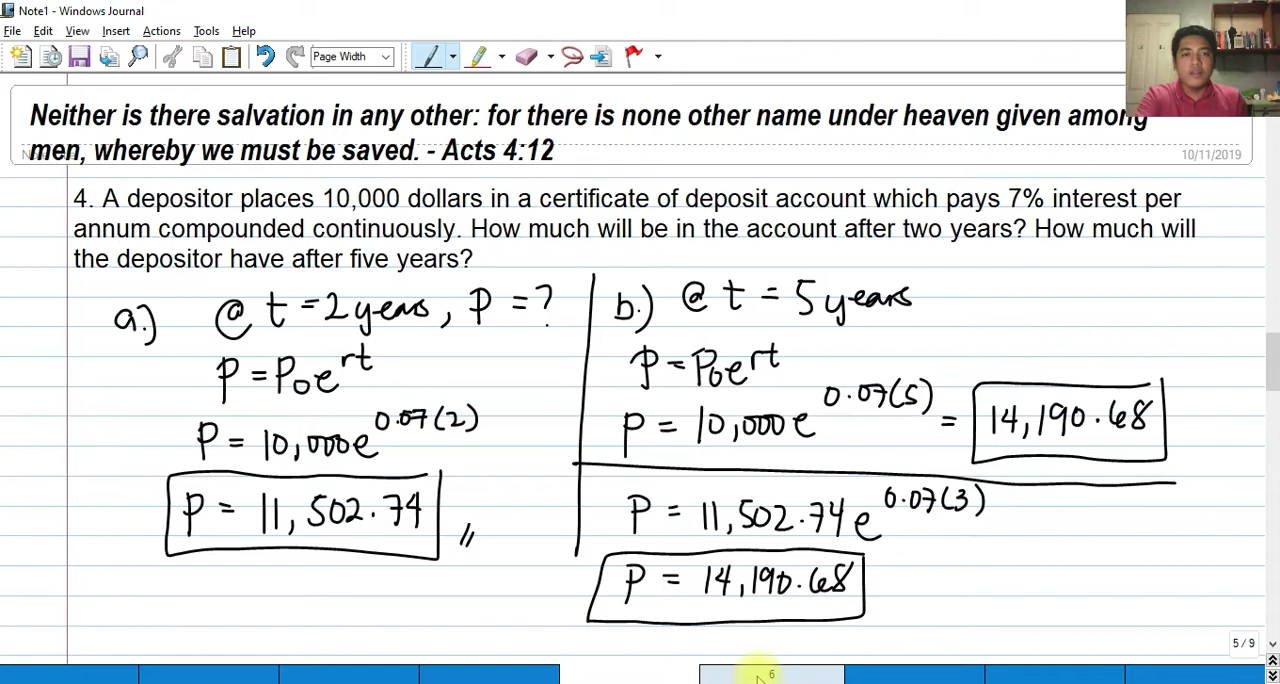 Note1 - Windows Journal
File Edit View Insert Actions Tools Help
Page Width
Neither is there salvation in any other: for there is none other name under heaven given among
men, whereby we must be saved. - Acts 4:12
10/11/2019
4. A depositor places 10,000 dollars in a certificate of deposit account which pays 7% interest per
annum compounded continuously. How much will be in the account after two years? How much will
the depositor have after five years?
a.) @ t = 2 years, P = ?
P = P₀e^rt
P = 10,000e^0.07(2)
P = 11,502.74
b.) @ t = 5 years
P = P₀e^rt
P = 10,000e^0.07(5) = 14,190.68
P = 11,502.74e^0.07(3)
P = 14,190.68
5 / 9
6